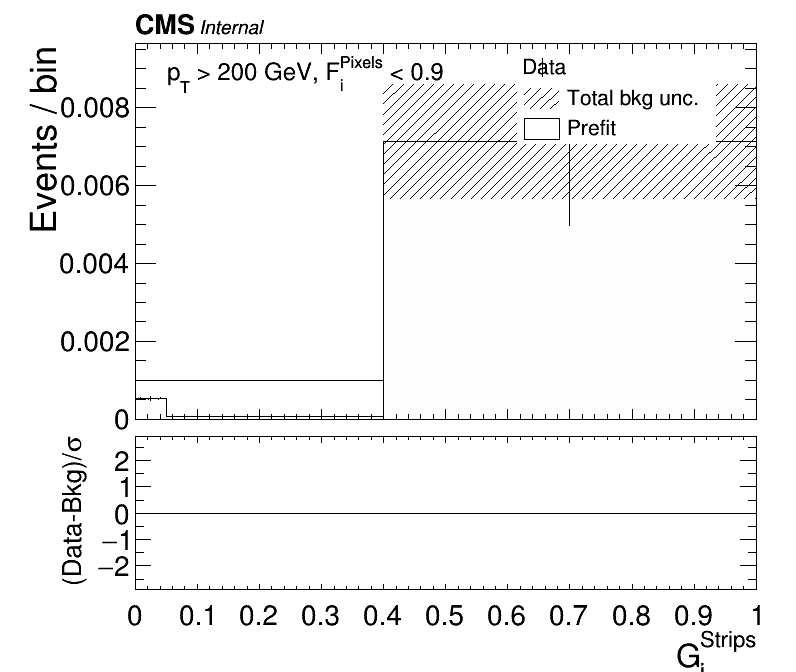 CMS Internal
p_T > 200 GeV, F_i^Pixels < 0.9
Data
Total bkg unc.
Prefit
Events / bin
0.008
0.006
0.004
0.002
0
(Data-Bkg)/σ
2
1
0
−1
−2
0 0.1 0.2 0.3 0.4 0.5 0.6 0.7 0.8 0.9 1
G_i^Strips